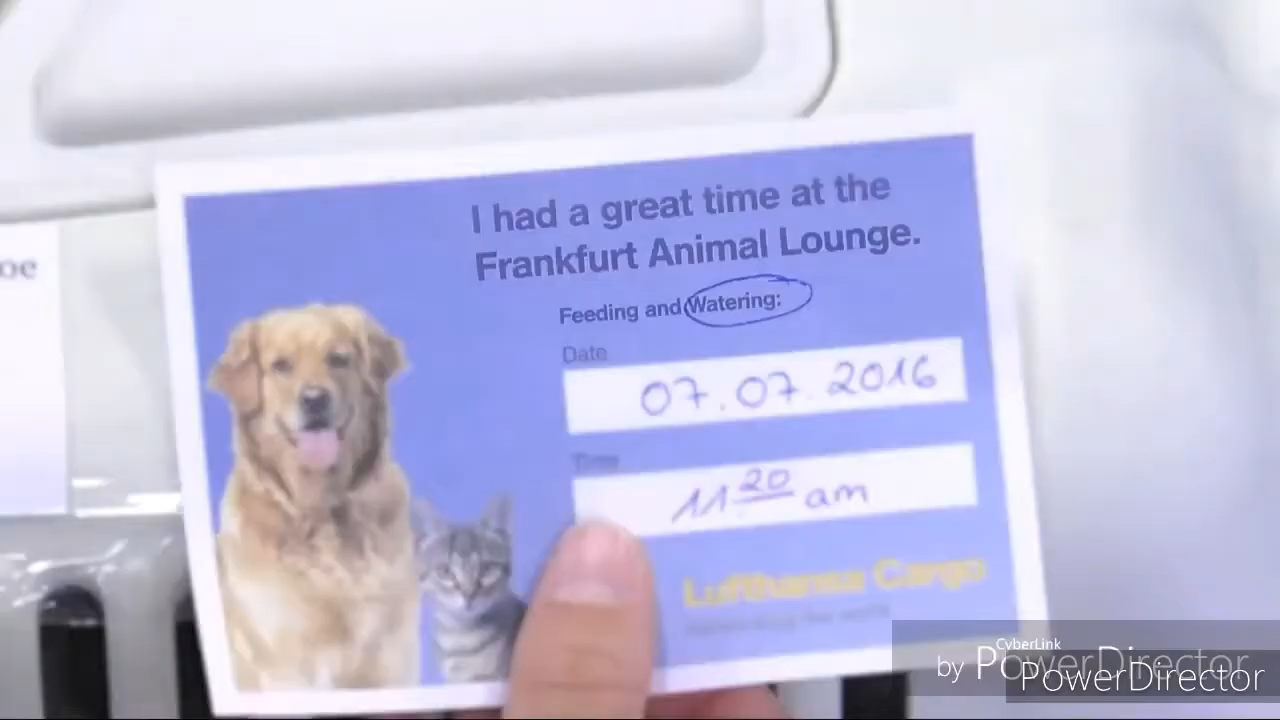 oe
I had a great time at the
Frankfurt Animal Lounge.
Feeding and Watering:
Date
07.07.2016
Time
11 20 am
Lufthansa Cargo
CyberLink
by PowerDirector
PowerDirector